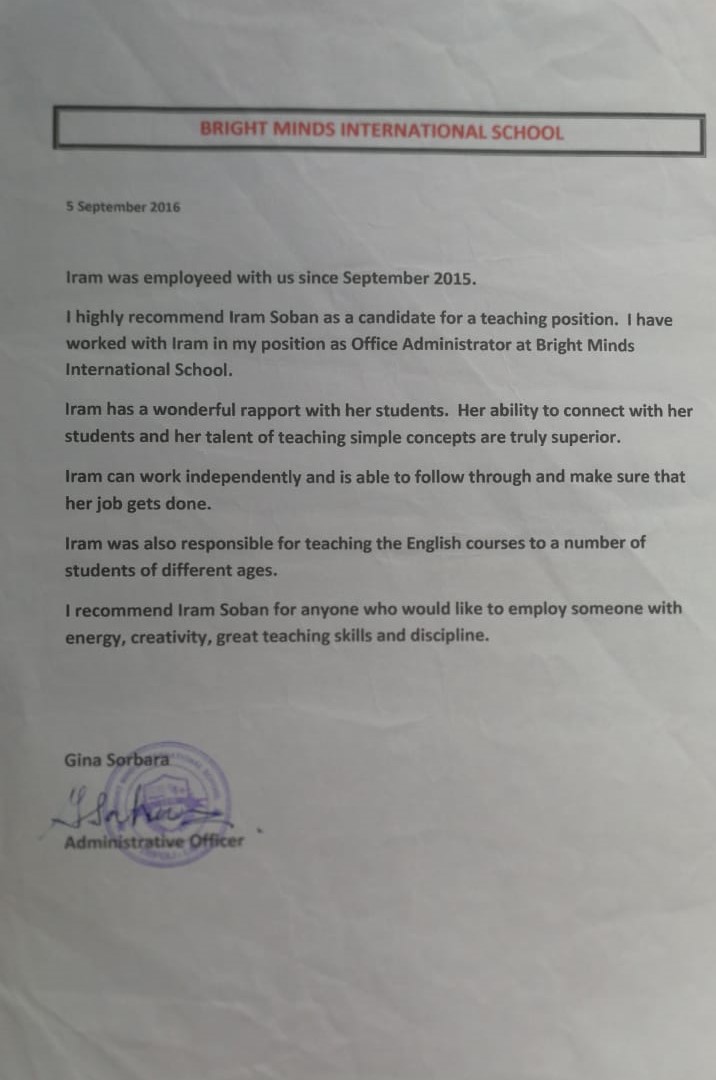 BRIGHT MINDS INTERNATIONAL SCHOOL
5 September 2016
Iram was employeed with us since September 2015.
I highly recommend Iram Soban as a candidate for a teaching position. I have
worked with Iram in my position as Office Administrator at Bright Minds
International School.
Iram has a wonderful rapport with her students. Her ability to connect with her
students and her talent of teaching simple concepts are truly superior.
Iram can work independently and is able to follow through and make sure that
her job gets done.
Iram was also responsible for teaching the English courses to a number of
students of different ages.
I recommend Iram Soban for anyone who would like to employ someone with
energy, creativity, great teaching skills and discipline.
Gina Sorbara
Administrative Officer